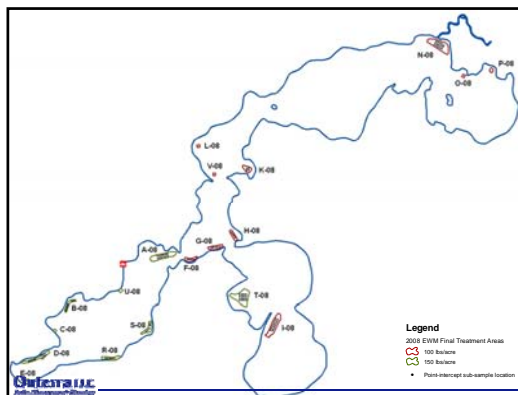 N-08
P-08
O-08
L-08
V-08
K-08
H-08
G-08
A-08
F-08
U-08
T-08
B-08
I-08
S-08
C-08
D-08
R-08
E-08
Legend
2008 EWM Final Treatment Areas
100 lbs/acre
150 lbs/acre
Point-intercept sub-sample location
Onterra LLC